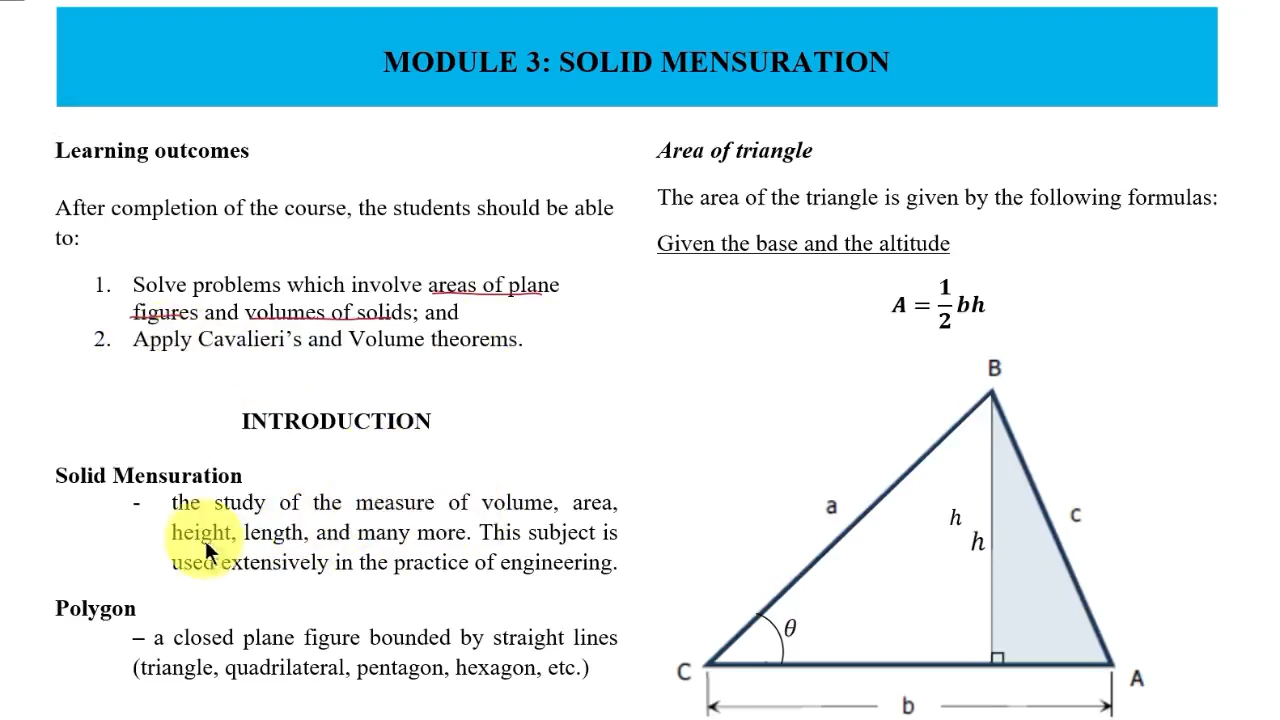 MODULE 3: SOLID MENSURATION
Learning outcomes
After completion of the course, the students should be able
to:
1. Solve problems which involve areas of plane
figures and volumes of solids; and
2. Apply Cavalieri's and Volume theorems.
INTRODUCTION
Solid Mensuration
- the study of the measure of volume, area,
height, length, and many more. This subject is
used extensively in the practice of engineering.
Polygon
– a closed plane figure bounded by straight lines
(triangle, quadrilateral, pentagon, hexagon, etc.)
Area of triangle
The area of the triangle is given by the following formulas:
Given the base and the altitude
A = 1/2 bh
B
a
h
h
c
θ
C
A
b